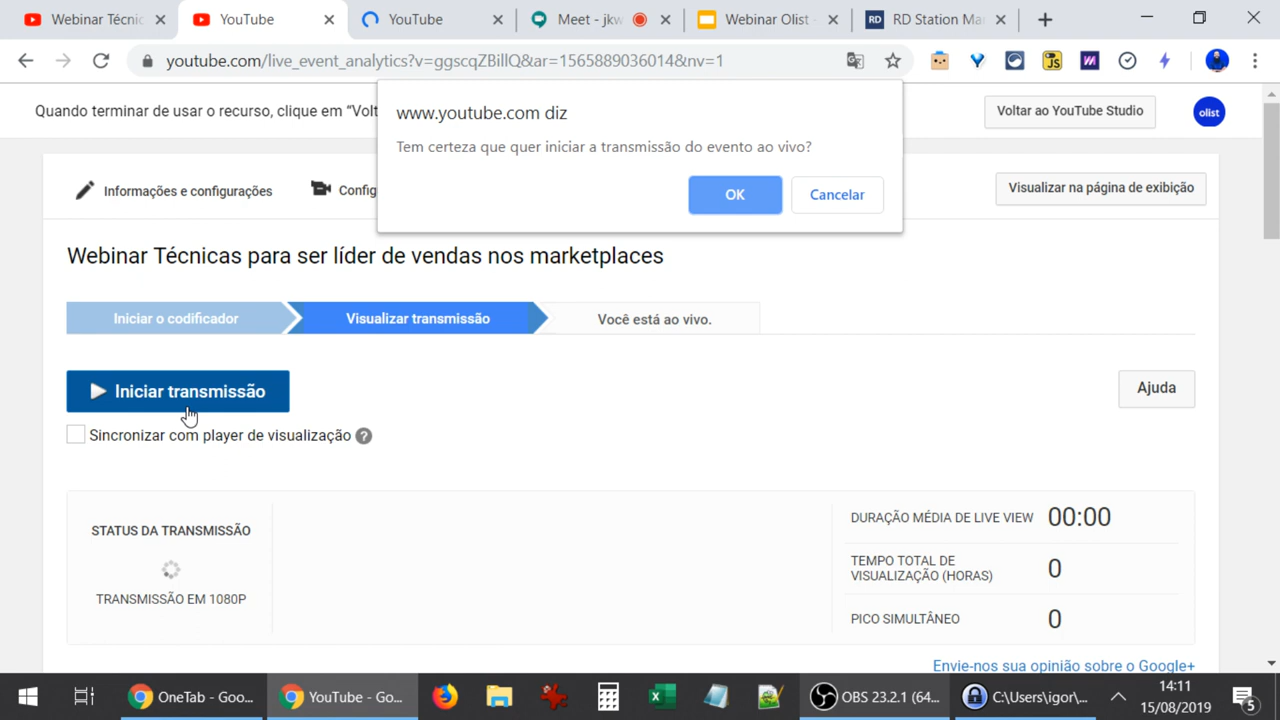 Webinar Técnic
YouTube
YouTube
Meet - jkw
Webinar Olist -
RD
RD Station Ma
youtube.com/live_event_analytics?v=ggscqZBillQ&ar=1565889036014&nv=1
Quando terminar de usar o recurso, clique em “Volt
Voltar ao YouTube Studio
olist
www.youtube.com diz
Tem certeza que quer iniciar a transmissão do evento ao vivo?
OK
Cancelar
Informações e configurações
Config
Visualizar na página de exibição
Webinar Técnicas para ser líder de vendas nos marketplaces
Iniciar o codificador
Visualizar transmissão
Você está ao vivo.
Iniciar transmissão
Ajuda
Sincronizar com player de visualização ?
STATUS DA TRANSMISSÃO
TRANSMISSÃO EM 1080P
DURAÇÃO MÉDIA DE LIVE VIEW 00:00
TEMPO TOTAL DE
VISUALIZAÇÃO (HORAS) 0
PICO SIMULTÂNEO 0
Envie-nos sua opinião sobre o Google+
OneTab - Goo...
YouTube - Go...
OBS 23.2.1 (64...
C:\Users\igor\...
14:11
15/08/2019
5